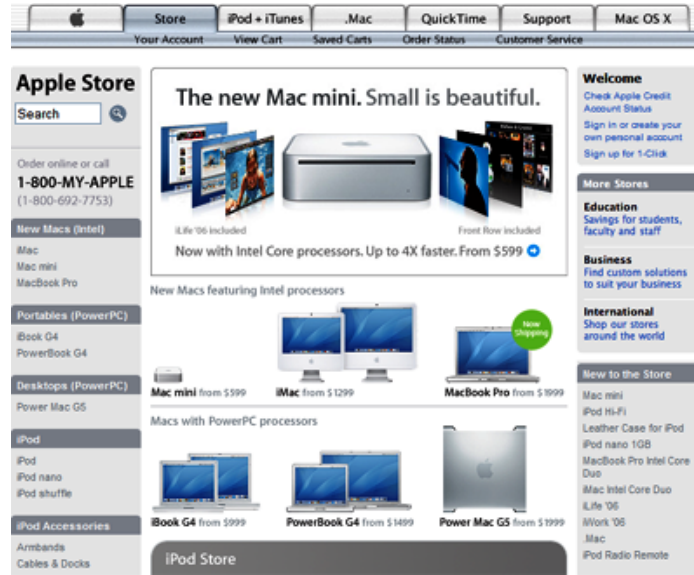 Store
iPod + iTunes
.Mac
QuickTime
Support
Mac OS X
Your Account
View Cart
Saved Carts
Order Status
Customer Service
Apple Store
Search
Order online or call
1-800-MY-APPLE
(1-800-692-7753)
New Macs (Intel)
iMac
Mac mini
MacBook Pro
Portables (PowerPC)
iBook G4
PowerBook G4
Desktops (PowerPC)
Power Mac G5
iPod
iPod
iPod nano
iPod shuffle
iPod Accessories
Armbands
Cables & Docks
The new Mac mini. Small is beautiful.
iLife '06 included
Front Row included
Now with Intel Core processors. Up to 4X faster. From $599
New Macs featuring Intel processors
Now
Shipping
Mac mini from $599
iMac from $1299
MacBook Pro from $1999
Macs with PowerPC processors
iBook G4 from $999
PowerBook G4 from $1499
Power Mac G5 from $1999
iPod Store
Welcome
Check Apple Credit
Account Status
Sign in or create your
own personal account
Sign up for 1-Click
More Stores
Education
Savings for students,
faculty and staff
Business
Find custom solutions
to suit your business
International
Shop our stores
around the world
New to the Store
Mac mini
iPod Hi-Fi
Leather Case for iPod
iPod nano 1GB
MacBook Pro Intel Core
Duo
iMac Intel Core Duo
iLife '06
iWork '06
.Mac
iPod Radio Remote